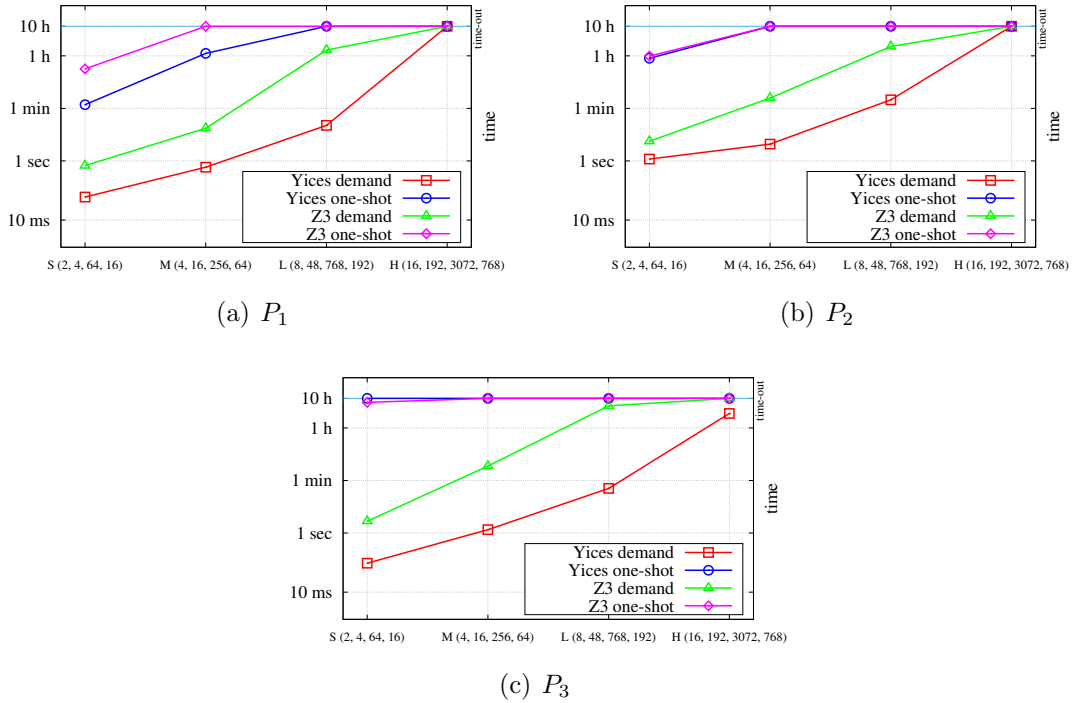 10 h
1 h
1 min
1 sec
10 ms
time-out
time
Yices demand
Yices one-shot
Z3 demand
Z3 one-shot
S (2, 4, 64, 16)
M (4, 16, 256, 64)
L (8, 48, 768, 192)
H (16, 192, 3072, 768)
(a) P_1
10 h
1 h
1 min
1 sec
10 ms
time-out
time
Yices demand
Yices one-shot
Z3 demand
Z3 one-shot
S (2, 4, 64, 16)
M (4, 16, 256, 64)
L (8, 48, 768, 192)
H (16, 192, 3072, 768)
(b) P_2
10 h
1 h
1 min
1 sec
10 ms
time-out
time
Yices demand
Yices one-shot
Z3 demand
Z3 one-shot
S (2, 4, 64, 16)
M (4, 16, 256, 64)
L (8, 48, 768, 192)
H (16, 192, 3072, 768)
(c) P_3